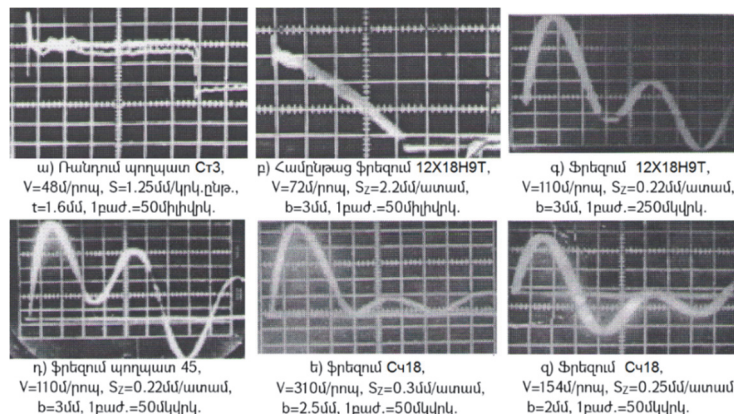 ա) Ռանդում պողպատ Ст3,
V=48մ/րոպ, S=1.25մմ/կրկ.ընթ.,
t=1.6մմ, 1բաժ.=50միլիվրկ.
բ) Համընթաց ֆրեզում 12X18H9T,
V=72մ/րոպ, Sz=2.2մմ/ատամ,
b=3մմ, 1բաժ.=50միլիվրկ.
գ) Ֆրեզում 12X18H9T,
V=110մ/րոպ, Sz=0.22մմ/ատամ,
b=3մմ, 1բաժ.=250մկվրկ.
դ) ֆրեզում պողպատ 45,
V=110մ/րոպ, Sz=0.22մմ/ատամ,
b=3մմ, 1բաժ.=50մկվրկ.
ե) ֆրեզում Сч18,
V=310մ/րոպ, Sz=0.3մմ/ատամ,
b=2.5մմ, 1բաժ.=50մկվրկ.
զ) Ֆրեզում Сч18,
V=154մ/րոպ, Sz=0.25մմ/ատամ,
b=2մմ, 1բաժ.=50մկվրկ.